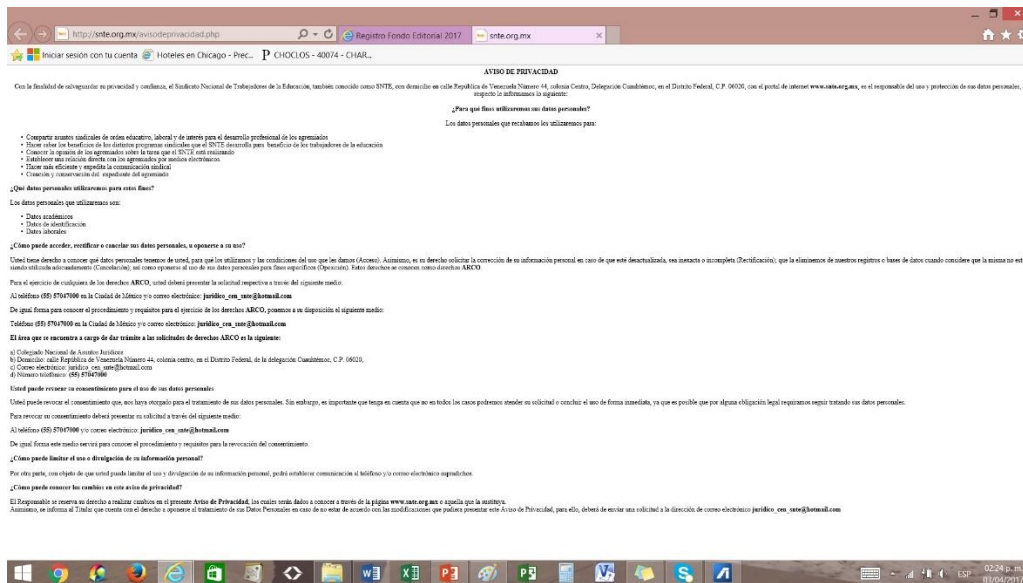 http://snte.org.mx/avisodeprivacidad.php
Registro Fondo Editorial 2017
snte.org.mx
Iniciar sesión con tu cuenta
Hoteles en Chicago - Prec...
CHOCLOS - 40074 - CHAR...
AVISO DE PRIVACIDAD
Con la finalidad de salvaguardar su privacidad y confianza, el Sindicato Nacional de Trabajadores de la Educación, también conocido como SNTE, con domicilio en calle República de Venezuela Número 44, colonia Centro, Delegación Cuauhtémoc, en el Distrito Federal, C.P. 06020, con el portal de internet www.snte.org.mx, es el responsable del uso y protección de sus datos personales,
respecto le informamos lo siguiente:
¿Para qué fines utilizaremos sus datos personales?
Los datos personales que recabamos los utilizaremos para:
• Compartir asuntos sindicales de orden educativo, laboral y de interés para el desarrollo profesional de los agremiados
• Hacer saber los beneficios de los distintos programas sindicales que el SNTE desarrolla para beneficio de los trabajadores de la educación
• Conocer la opinión de los agremiados sobre la tarea que el SNTE está realizando
• Establecer una relación directa con los agremiados por medios electrónicos.
• Hacer más eficiente y expedita la comunicación sindical
• Creación y conservación del expediente del agremiado
¿Qué datos personales utilizaremos para estos fines?
Los datos personales que utilizaremos son:
• Datos académicos
• Datos de identificación
• Datos laborales
¿Cómo puede acceder, rectificar o cancelar sus datos personales, u oponerse a su uso?
Usted tiene derecho a conocer qué datos personales tenemos de usted, para qué los utilizamos y las condiciones del uso que les damos (Acceso). Asimismo, es su derecho solicitar la corrección de su información personal en caso de que esté desactualizada, sea inexacta o incompleta (Rectificación); que la eliminemos de nuestros registros o bases de datos cuando considere que la misma no est
siendo utilizada adecuadamente (Cancelación); así como oponerse al uso de sus datos personales para fines específicos (Oposición). Estos derechos se conocen como derechos ARCO.
Para el ejercicio de cualquiera de los derechos ARCO, usted deberá presentar la solicitud respectiva a través del siguiente medio:
Al teléfono (55) 57047000 en la Ciudad de México y/o correo electrónico: juridico_cen_snte@hotmail.com
De igual forma para conocer el procedimiento y requisitos para el ejercicio de los derechos ARCO, ponemos a su disposición el siguiente medio:
Teléfono (55) 57047000 en la Ciudad de México y/o correo electrónico: juridico_cen_snte@hotmail.com
El área que se encuentra a cargo de dar trámite a las solicitudes de derechos ARCO es la siguiente:
a) Colegiado Nacional de Asuntos Jurídicos
b) Domicilio: calle República de Venezuela Número 44, colonia centro, en el Distrito Federal, de la delegación Cuauhtémoc, C.P. 06020,
c) Correo electrónico: juridico_cen_snte@hotmail.com
d) Número telefónico: (55) 57047000
Usted puede revocar su consentimiento para el uso de sus datos personales
Usted puede revocar el consentimiento que, nos haya otorgado para el tratamiento de sus datos personales. Sin embargo, es importante que tenga en cuenta que no en todos los casos podremos atender su solicitud o concluir el uso de forma inmediata, ya que es posible que por alguna obligación legal requiramos seguir tratando sus datos personales.
Para revocar su consentimiento deberá presentar su solicitud a través del siguiente medio:
Al teléfono (55) 57047000 y/o correo electrónico: juridico_cen_snte@hotmail.com
De igual forma este medio servirá para conocer el procedimiento y requisitos para la revocación del consentimiento.
¿Cómo puede limitar el uso o divulgación de su información personal?
Por otra parte, con objeto de que usted pueda limitar el uso y divulgación de su información personal, podrá establecer comunicación al teléfono y/o correo electrónico supradichos.
¿Cómo puede conocer los cambios en este aviso de privacidad?
El Responsable se reserva su derecho a realizar cambios en el presente Aviso de Privacidad, los cuales serán dados a conocer a través de la página www.snte.org.mx o aquella que la sustituya.
Asimismo, se informa al Titular que cuenta con el derecho a oponerse al tratamiento de sus Datos Personales en caso de no estar de acuerdo con las modificaciones que pudiera presentar este Aviso de Privacidad, para ello, deberá de enviar una solicitud a la dirección de correo electrónico juridico_cen_snte@hotmail.com
ESP
02:24 p.m.